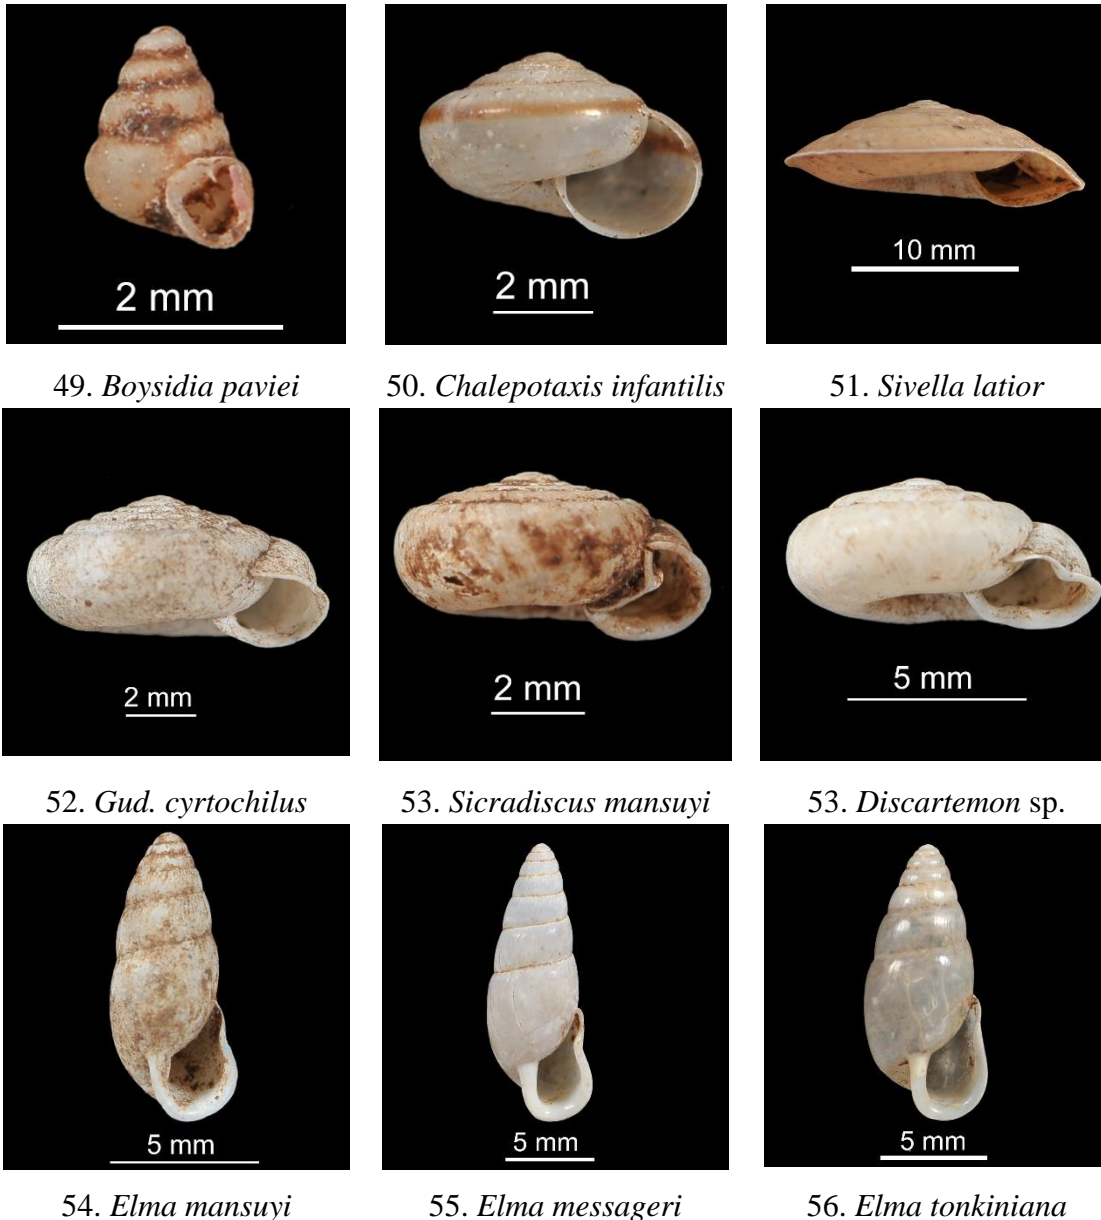 2 mm
2 mm
10 mm
49. Boysidia paviei
50. Chalepotaxis infantilis
51. Sivella latior
2 mm
2 mm
5 mm
52. Gud. cyrtochilus
53. Sicradiscus mansuyi
53. Discartemon sp.
5 mm
5 mm
5 mm
54. Elma mansuyi
55. Elma messageri
56. Elma tonkiniana